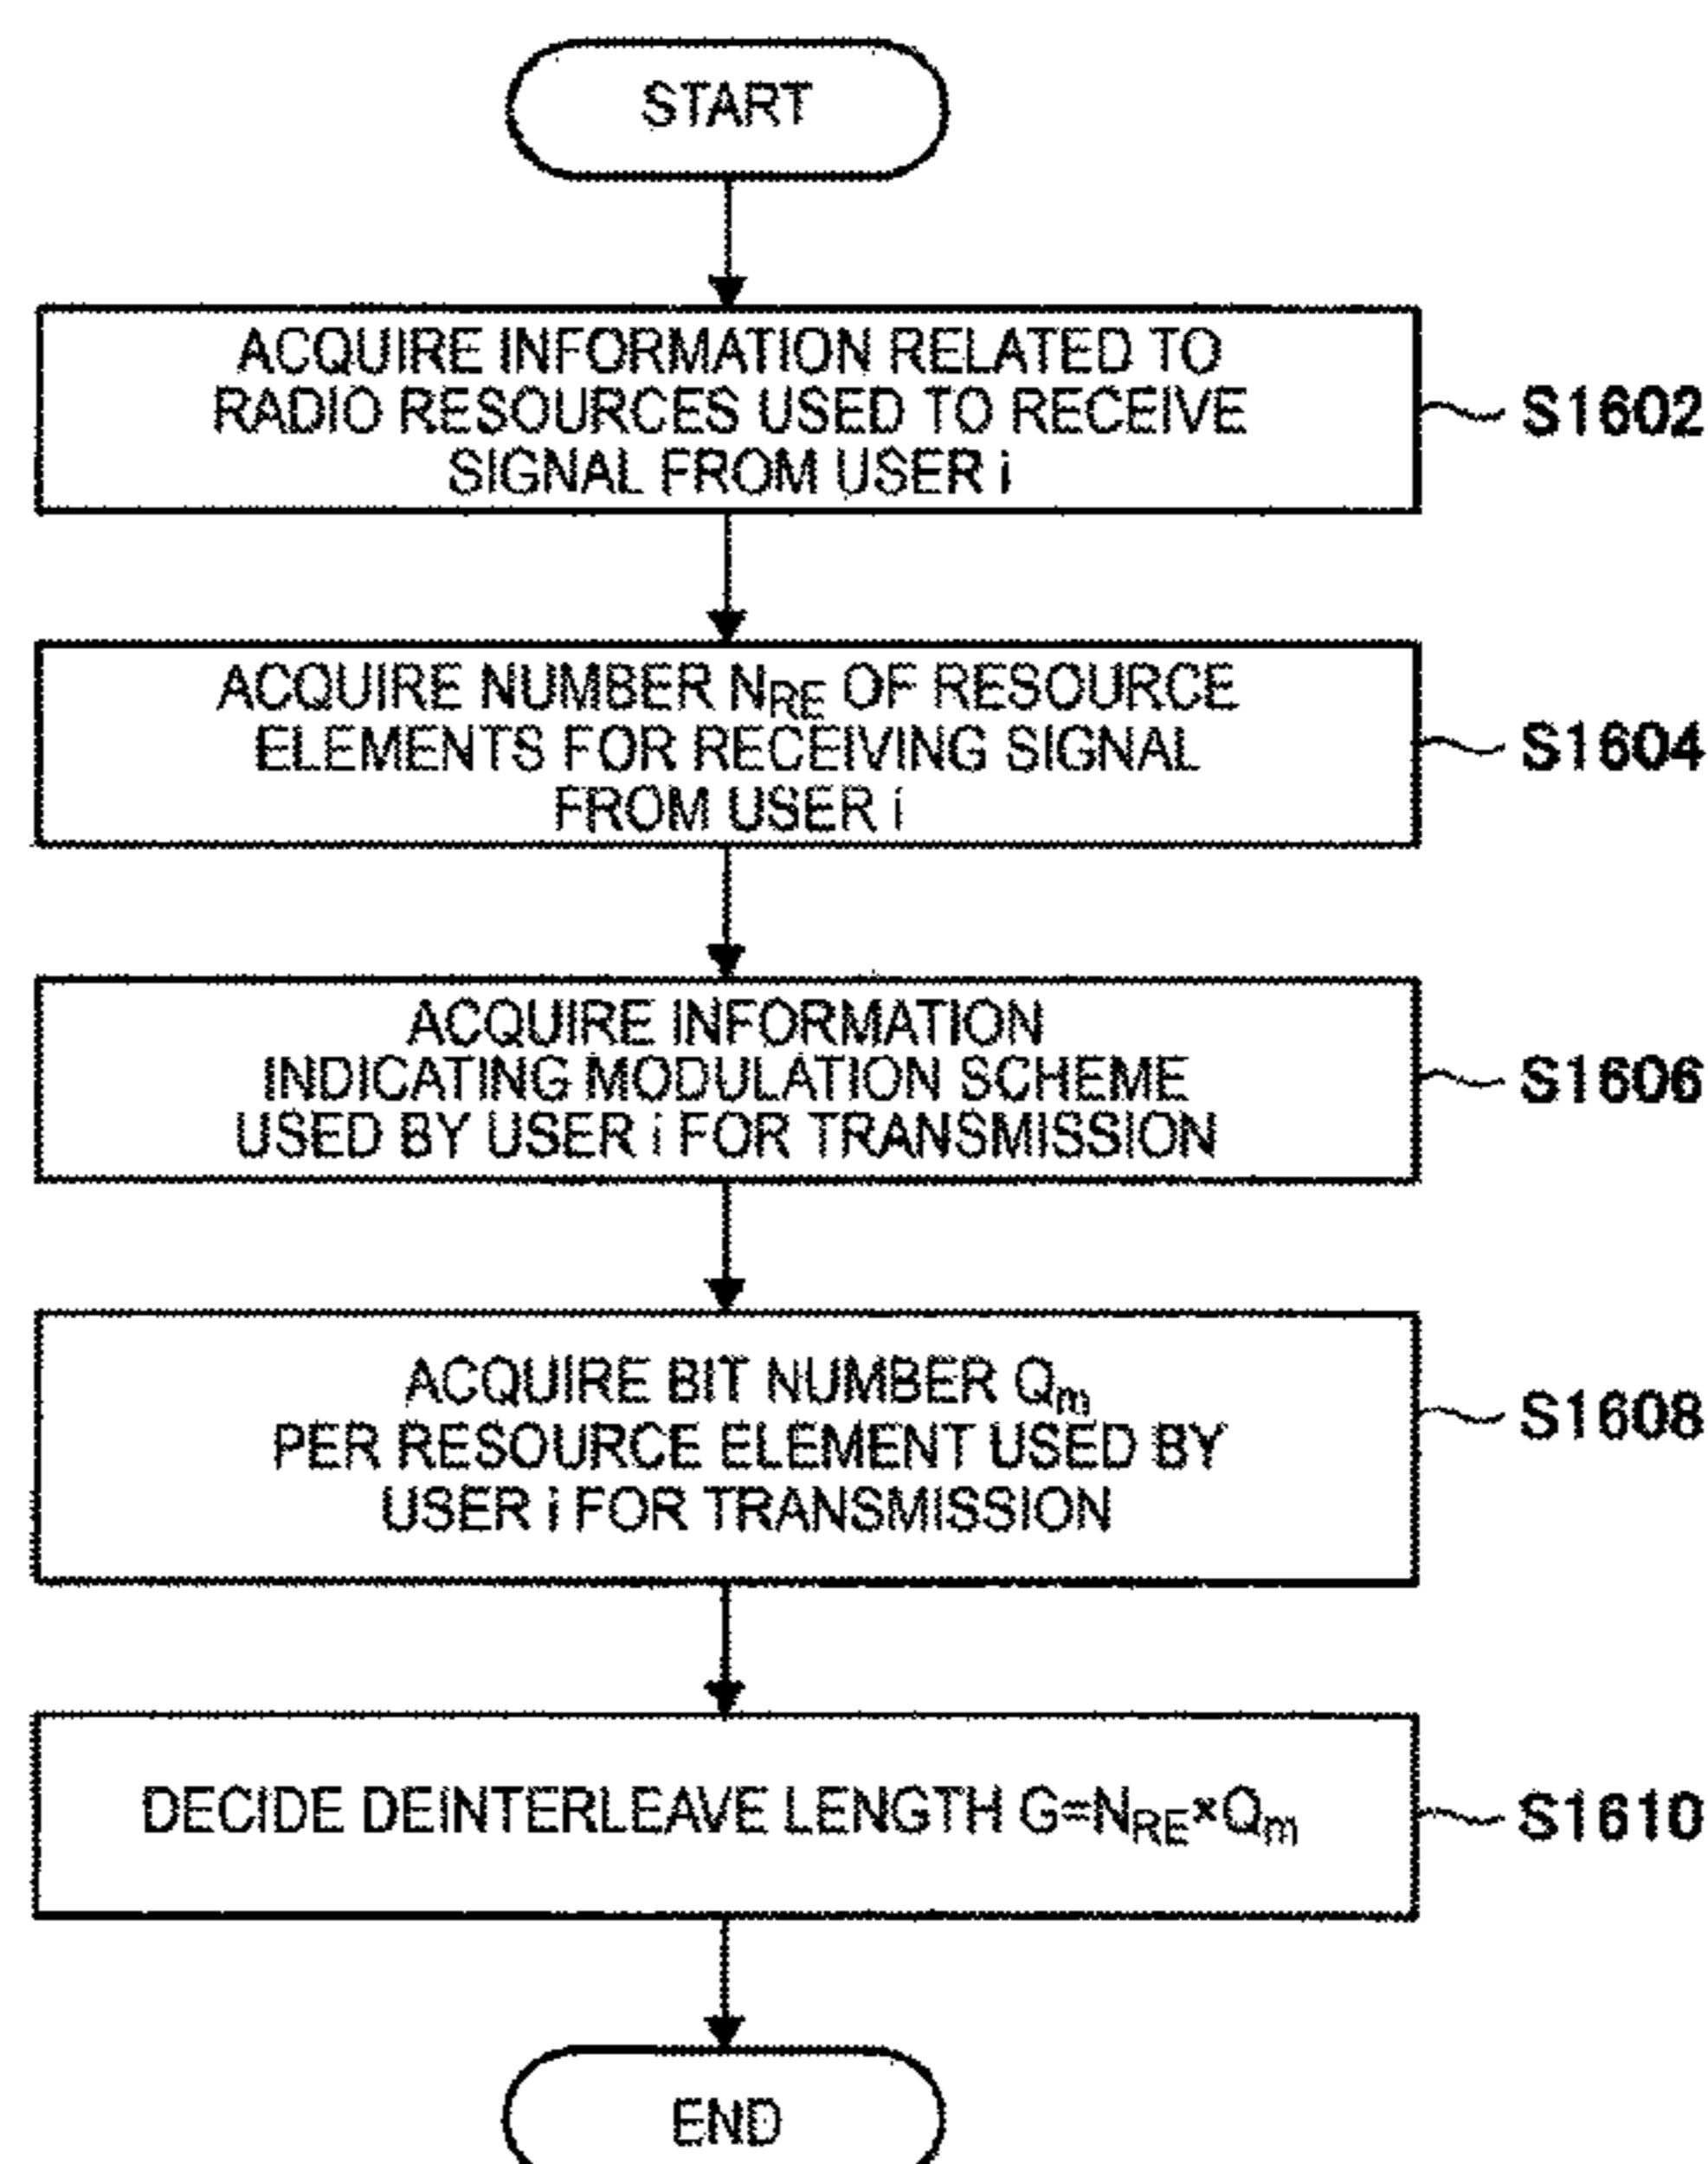 START
ACQUIRE INFORMATION RELATED TO
RADIO RESOURCES USED TO RECEIVE
SIGNAL FROM USER i
S1602
ACQUIRE NUMBER NRE OF RESOURCE
ELEMENTS FOR RECEIVING SIGNAL
FROM USER i
S1604
ACQUIRE INFORMATION
INDICATING MODULATION SCHEME
USED BY USER i FOR TRANSMISSION
S1606
ACQUIRE BIT NUMBER Qm
PER RESOURCE ELEMENT USED BY
USER i FOR TRANSMISSION
S1608
DECIDE DEINTERLEAVE LENGTH G=NRE×Qm
S1610
END